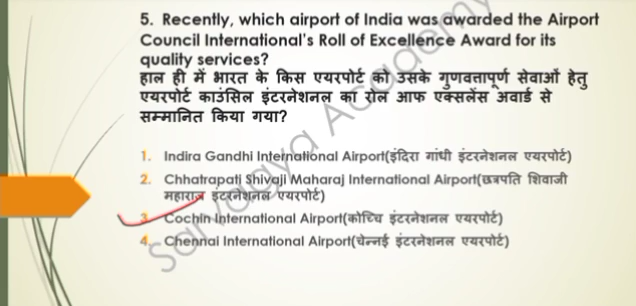 5. Recently, which airport of India was awarded the Airport
Council International's Roll of Excellence Award for its
quality services?
हाल ही में भारत के किस एयरपोर्ट को उसके गुणवत्तापूर्ण सेवाओं हेतु
एयरपोर्ट काउंसिल इंटरनेशनल का रोल आफ एक्सलेंस अवार्ड से
सम्मानित किया गया?
1. Indira Gandhi International Airport(इंदिरा गांधी इंटरनेशनल एयरपोर्ट)
2. Chhatrapati Shivaji Maharaj International Airport(छत्रपति शिवाजी
महाराज इंटरनेशनल एयरपोर्ट)
3. Cochin International Airport(कोच्चि इंटरनेशनल एयरपोर्ट)
4. Chennai International Airport(चेन्नई इंटरनेशनल एयरपोर्ट)
Sarvagya Academy